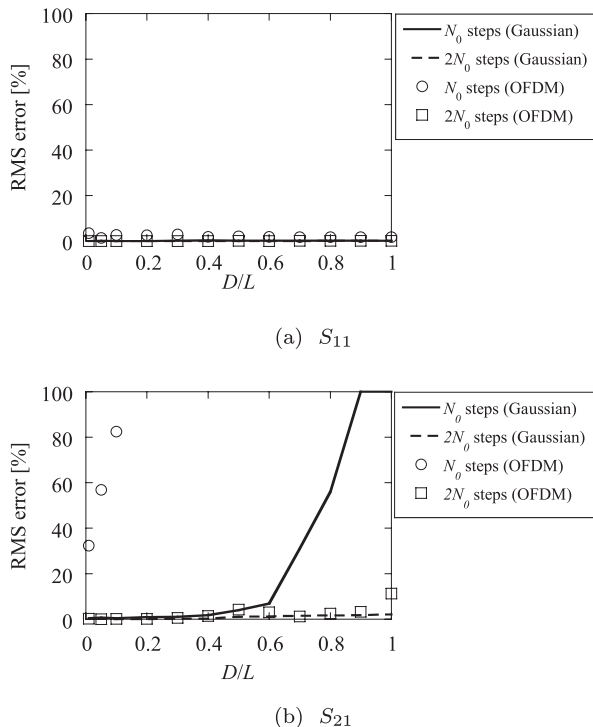 100
80
60
40
20
0
RMS error [%]
0 0.2 0.4 0.6 0.8 1
D/L
N₀ steps (Gaussian)
2N₀ steps (Gaussian)
N₀ steps (OFDM)
2N₀ steps (OFDM)
(a) S₁₁
100
80
60
40
20
0
RMS error [%]
0 0.2 0.4 0.6 0.8 1
D/L
N₀ steps (Gaussian)
2N₀ steps (Gaussian)
N₀ steps (OFDM)
2N₀ steps (OFDM)
(b) S₂₁